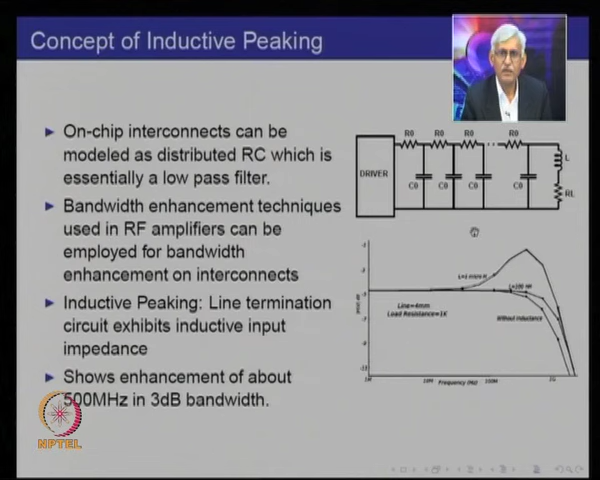 Concept of Inductive Peaking
On-chip interconnects can be
modeled as distributed RC which is
essentially a low pass filter.
Bandwidth enhancement techniques
used in RF amplifiers can be
employed for bandwidth
enhancement on interconnects
Inductive Peaking: Line termination
circuit exhibits inductive input
impedance
Shows enhancement of about
500MHz in 3dB bandwidth.
NPTEL
R0 R0 R0 R0
DRIVER
C0 C0 C0 C0
L
RL
Line=4mm
Load Resistance=1K
Without Inductance
Frequency (Hz)